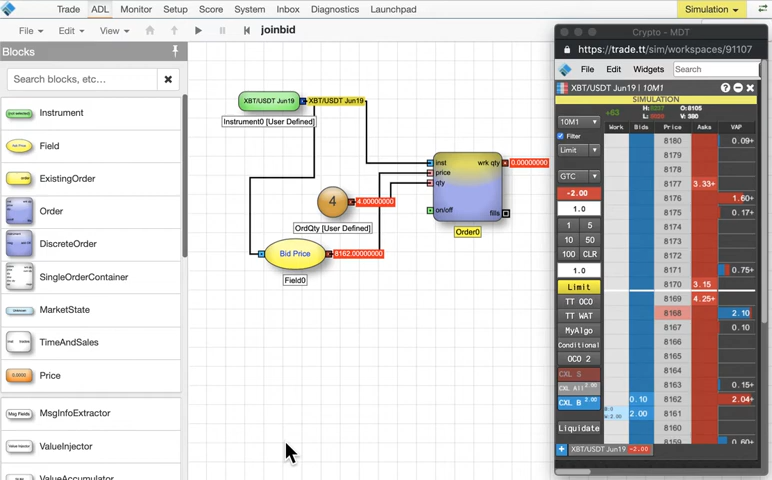 Trade ADL Monitor Setup Score System Inbox Diagnostics Launchpad Simulation
File Edit View joinbid
Blocks
Search blocks, etc...
Instrument
Field
ExistingOrder
Order
DiscreteOrder
SingleOrderContainer
MarketState
TimeAndSales
Price
MsgInfoExtractor
ValueInjector
ValueAccumulator
XBT/USDT Jun19 XBT/USDT Jun19
Instrument0 [User Defined]
4 4.00000000
OrdQty [User Defined]
Bid Price 8162.00000000
Field0
inst wrk qty 0.00000000
price
qty
on/off fills
Order0
Crypto - MDT
https://trade.tt/sim/workspaces/91107
File Edit Widgets Search
XBT/USDT Jun19 | 10M1
SIMULATION
+63
10M1 Work Bids Price Asks VAP
Filter
Limit
GTC
-2.00
1.0
1 5
10 50
100 CLR
1.0
Limit
TT OCO
TT WAT
MyAlgo
Conditional
OCO 2
CXL S
CXL All 2.00
CXL B 2.00
Liquidate
8180 0.09+
8179
8178
8177 3.33+
8176 1.60+
8175 0.17+
8174
8173
8172
8171 0.75+
8170 3.15
8169 4.25+
8168 2.10
8167 0.10
8166
8165
8164
8163 0.15+
0.10 8162 2.04+
2.00 8161
8160
8159 0.60+
XBT/USDT Jun19 -2.00